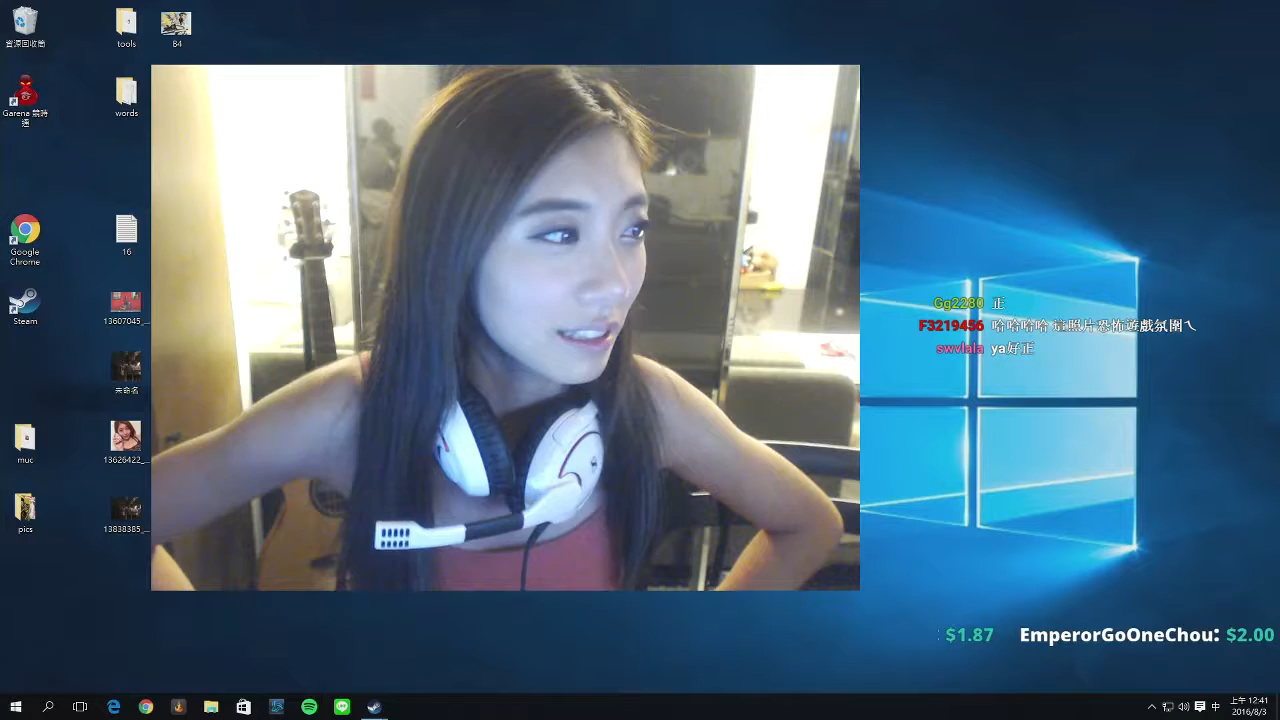 資源回收筒
tools
84
Garena 競時
通
words
Google
Chrome
16
Steam
13607045_...
未命名
muc
13626422_...
pics
13838385_...
Gg2280 正
F3219456 哈哈哈哈 這照片恐怖遊戲氛圍ㄟ
swvlala ya好正
: $1.87 EmperorGoOneChou: $2.00
中
上午 12:41
2016/8/3